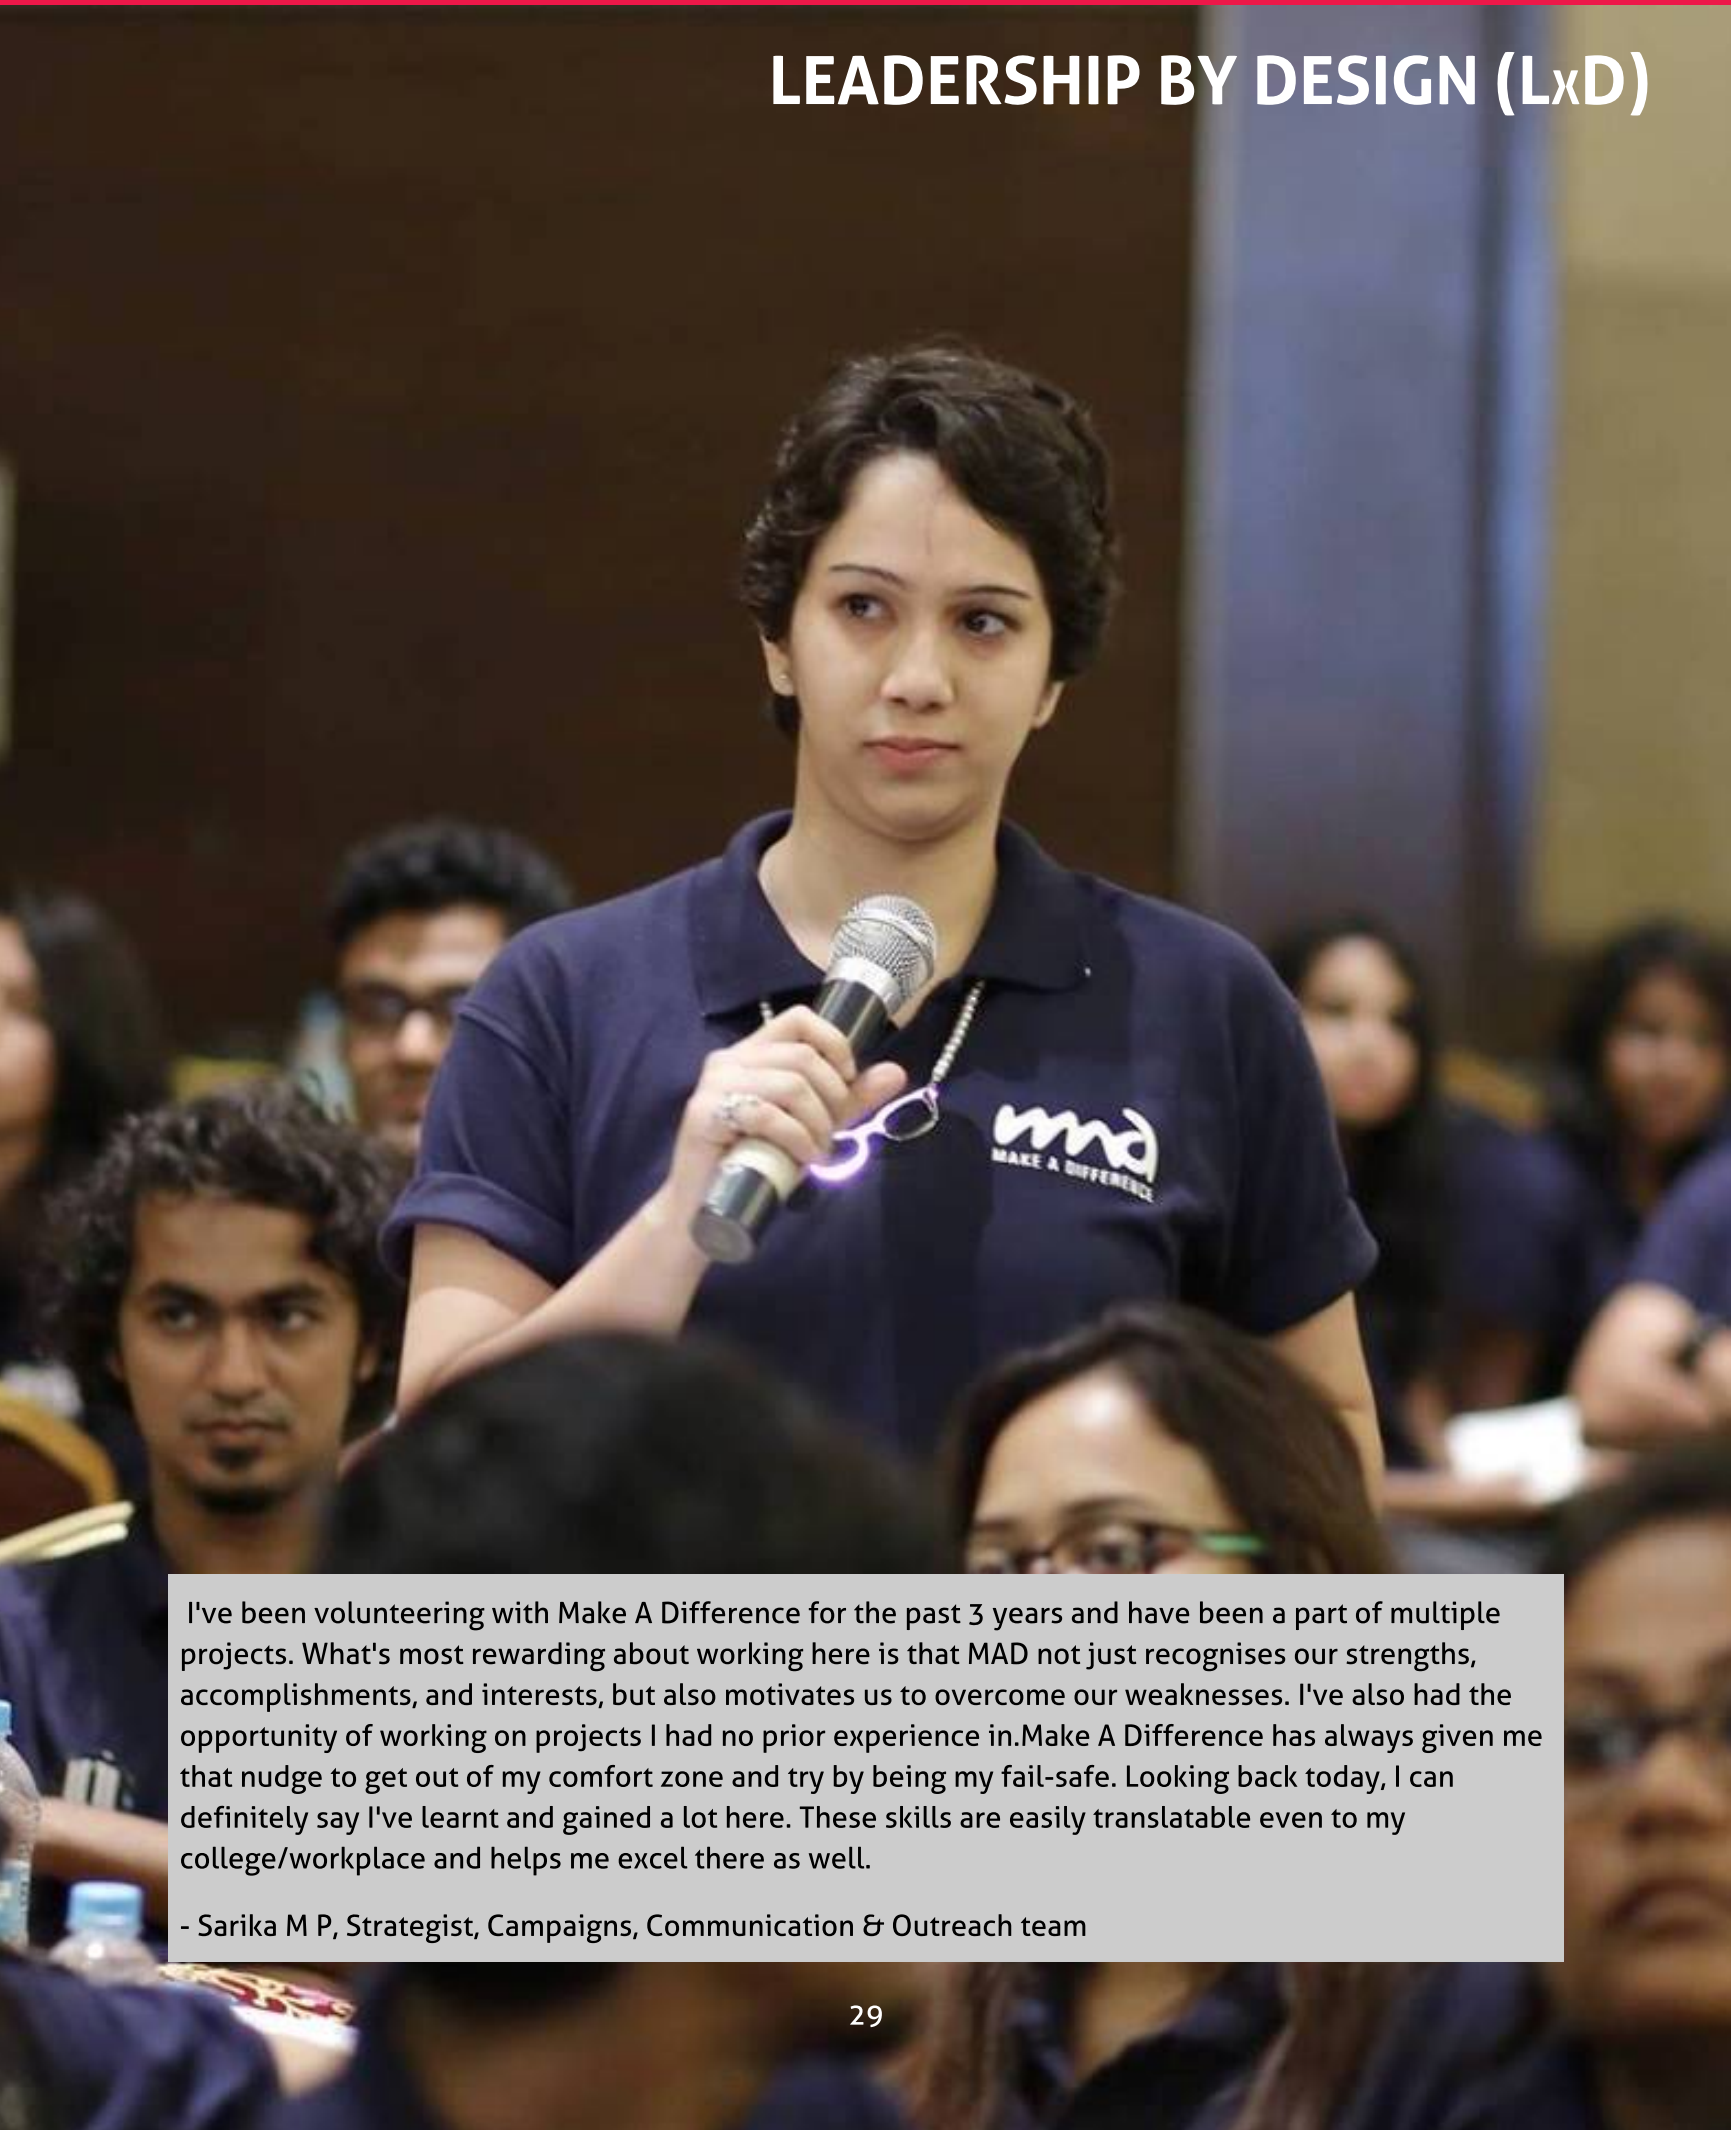 LEADERSHIP BY DESIGN (LxD)
mad
MAKE A DIFFERENCE
I've been volunteering with Make A Difference for the past 3 years and have been a part of multiple
projects. What's most rewarding about working here is that MAD not just recognises our strengths,
accomplishments, and interests, but also motivates us to overcome our weaknesses. I've also had the
opportunity of working on projects I had no prior experience in.Make A Difference has always given me
that nudge to get out of my comfort zone and try by being my fail-safe. Looking back today, I can
definitely say I've learnt and gained a lot here. These skills are easily translatable even to my
college/workplace and helps me excel there as well.
- Sarika M P, Strategist, Campaigns, Communication & Outreach team
29